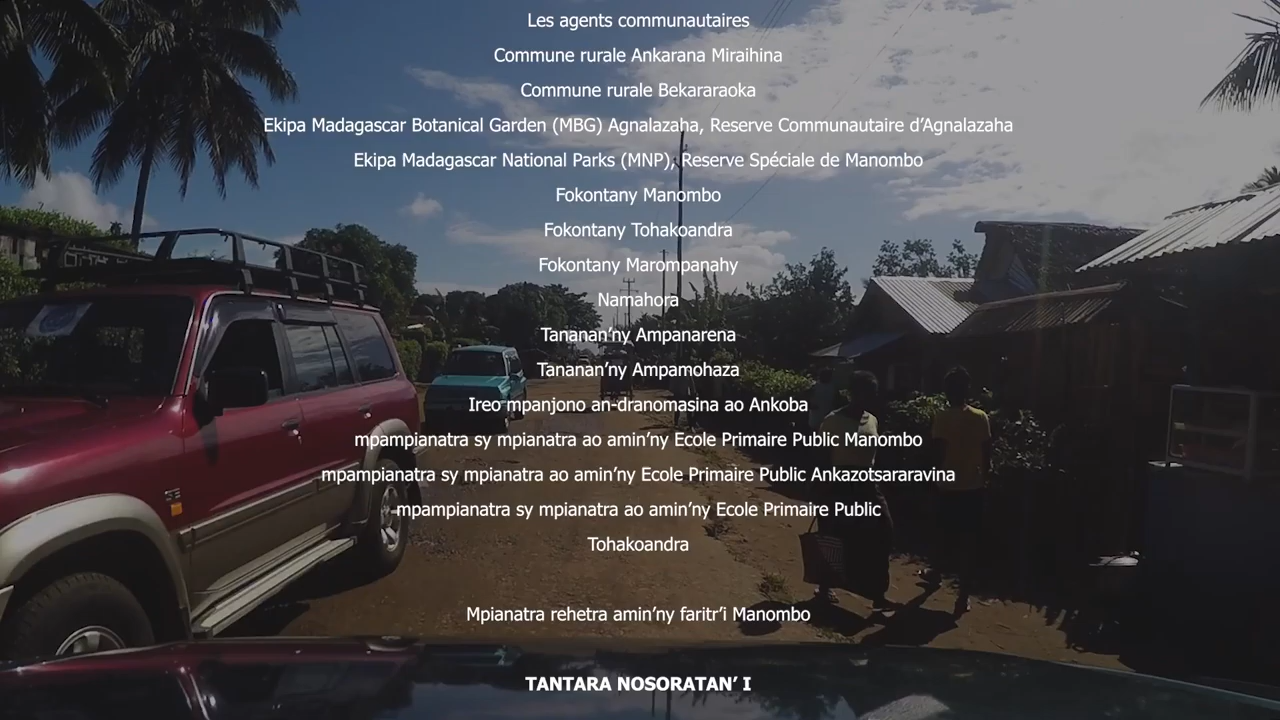 Les agents communautaires
Commune rurale Ankarana Miraihina
Commune rurale Bekararaoka
Ekipa Madagascar Botanical Garden (MBG) Agnalazaha, Reserve Communautaire d’Agnalazaha
Ekipa Madagascar National Parks (MNP), Reserve Spéciale de Manombo
Fokontany Manombo
Fokontany Tohakoandra
Fokontany Marompanahy
Namahora
Tananan’ny Ampanarena
Tananan’ny Ampamohaza
Ireo mpanjono an-dranomasina ao Ankoba
mpampianatra sy mpianatra ao amin’ny Ecole Primaire Public Manombo
mpampianatra sy mpianatra ao amin’ny Ecole Primaire Public Ankazotsararavina
mpampianatra sy mpianatra ao amin’ny Ecole Primaire Public
Tohakoandra
Mpianatra rehetra amin’ny faritr’i Manombo
TANTARA NOSORATAN’ I